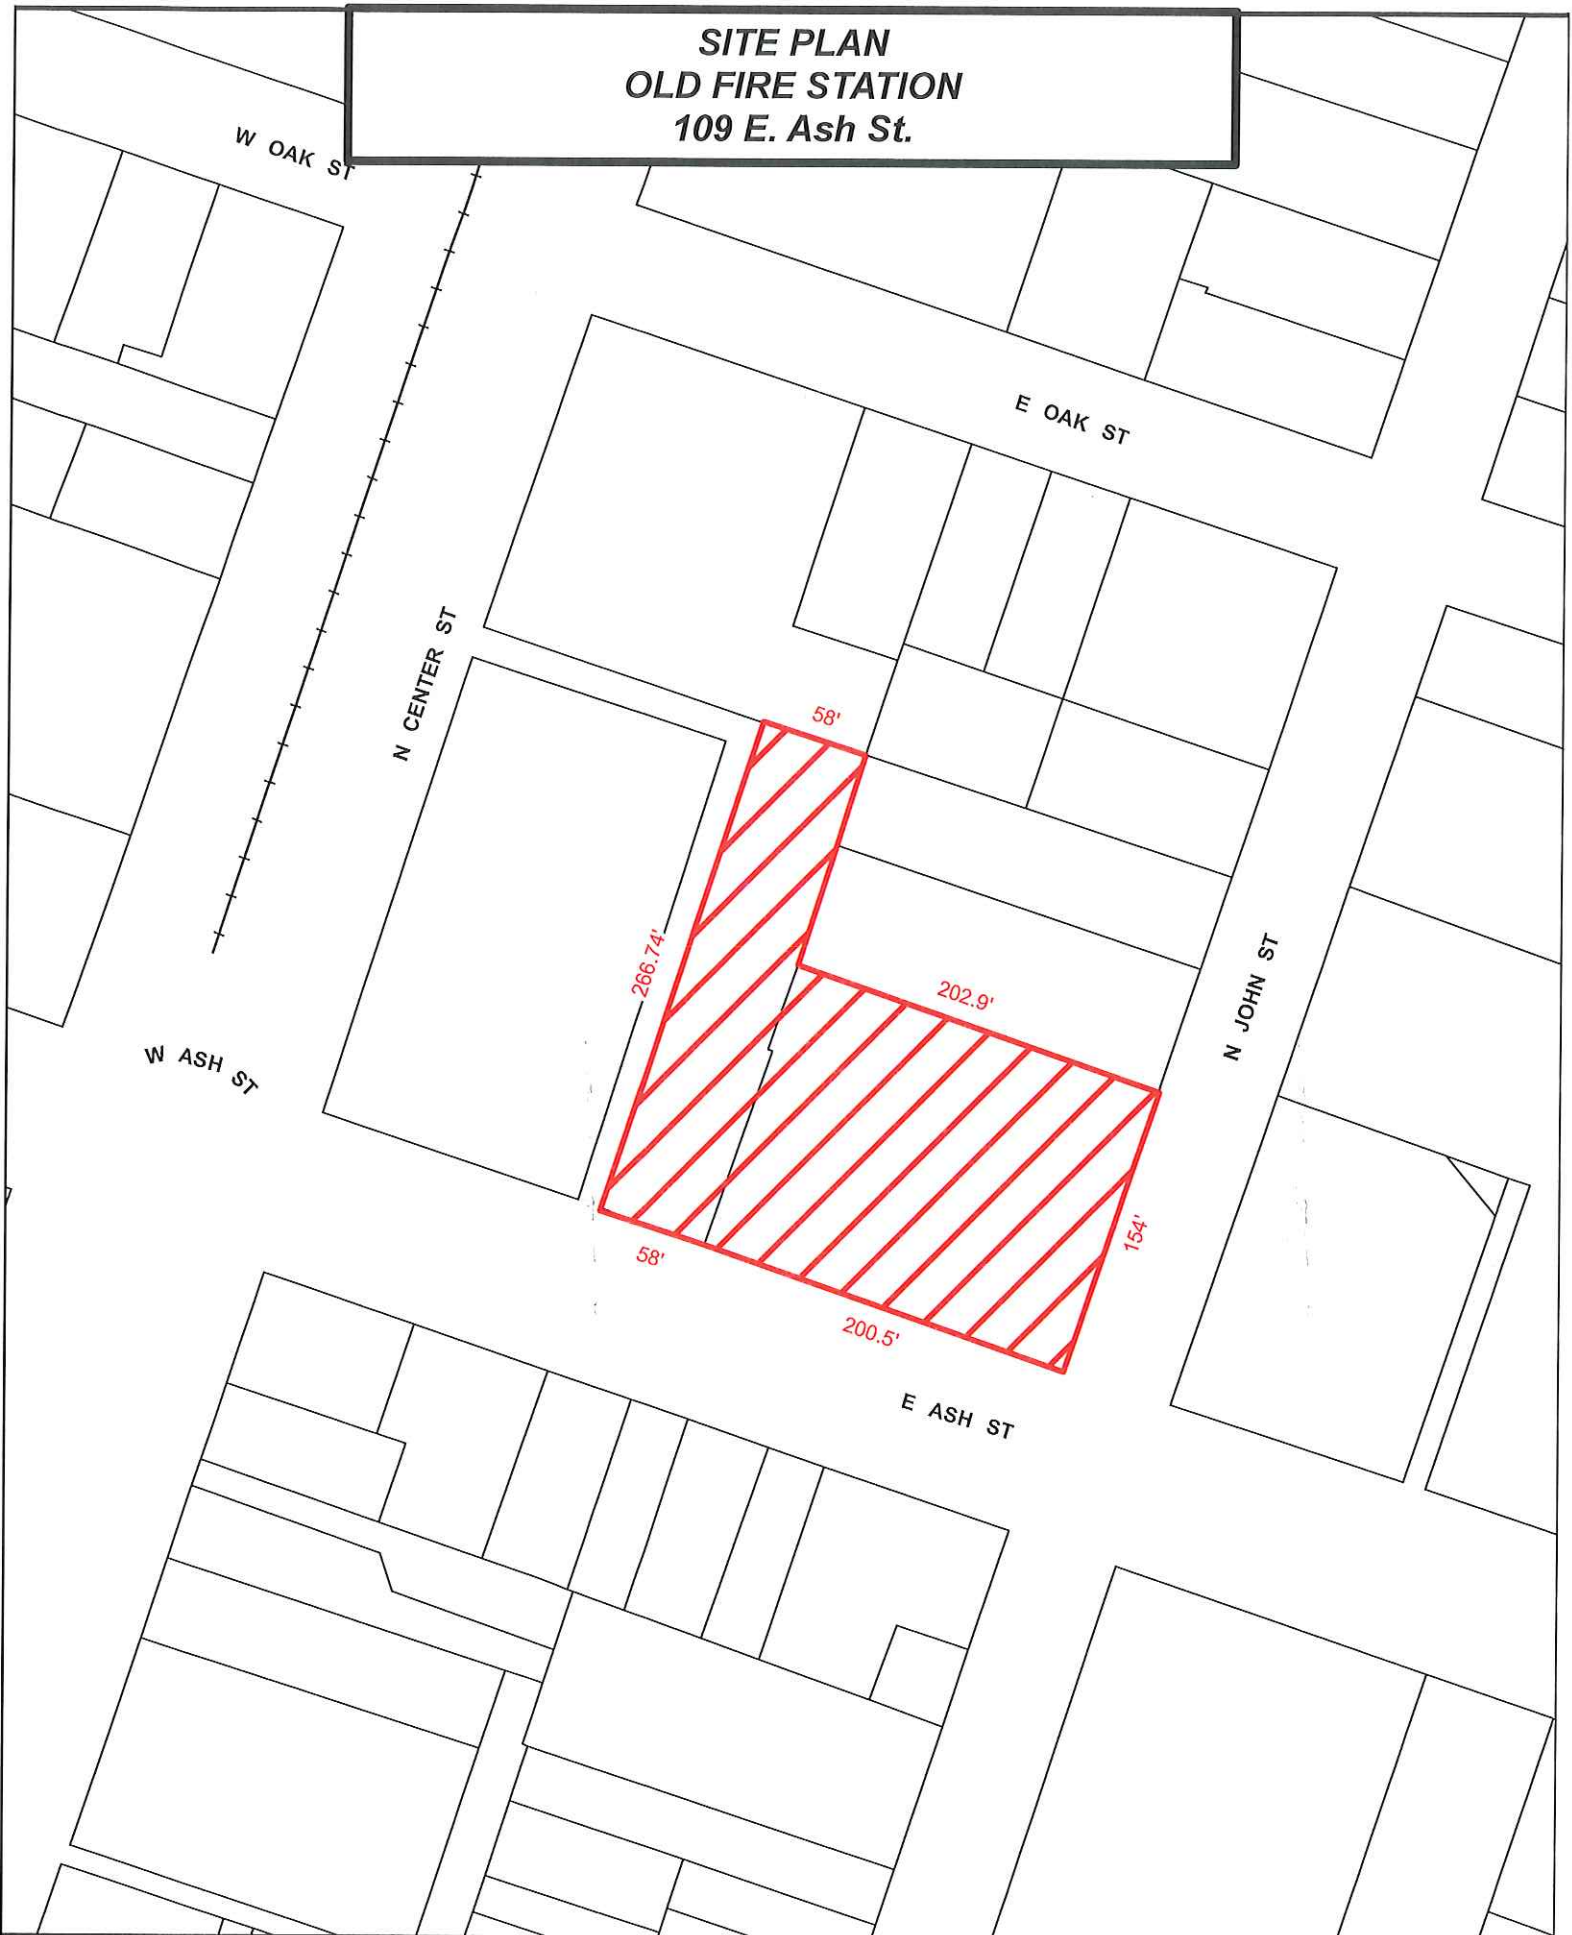 SITE PLAN
OLD FIRE STATION
109 E. Ash St.
W OAK ST
E OAK ST
N CENTER ST
58'
266.74'
202.9'
N JOHN ST
W ASH ST
154'
58'
200.5'
E ASH ST